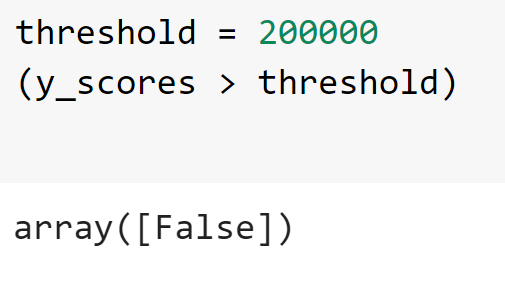 threshold = 200000
(y_scores > threshold)
array([False])